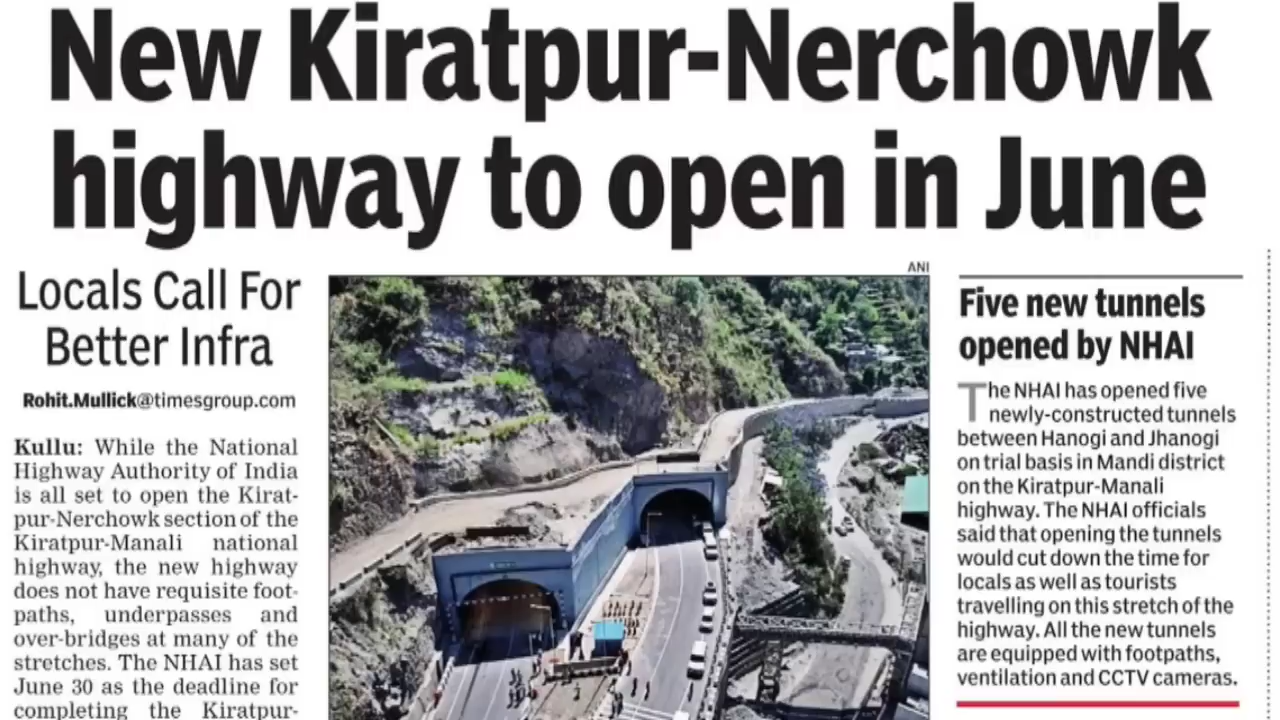 New Kiratpur-Nerchowk
highway to open in June
Locals Call For
Better Infra
Rohit.Mullick@timesgroup.com
Kullu: While the National
Highway Authority of India
is all set to open the Kirat-
pur-Nerchowk section of the
Kiratpur-Manali national
highway, the new highway
does not have requisite foot-
paths, underpasses and
over-bridges at many of the
stretches. The NHAI has set
June 30 as the deadline for
completing the Kiratpur-
ANI
Five new tunnels
opened by NHAI
The NHAI has opened five
newly-constructed tunnels
between Hanogi and Jhanogi
on trial basis in Mandi district
on the Kiratpur-Manali
highway. The NHAI officials
said that opening the tunnels
would cut down the time for
locals as well as tourists
travelling on this stretch of the
highway. All the new tunnels
are equipped with footpaths,
ventilation and CCTV cameras.